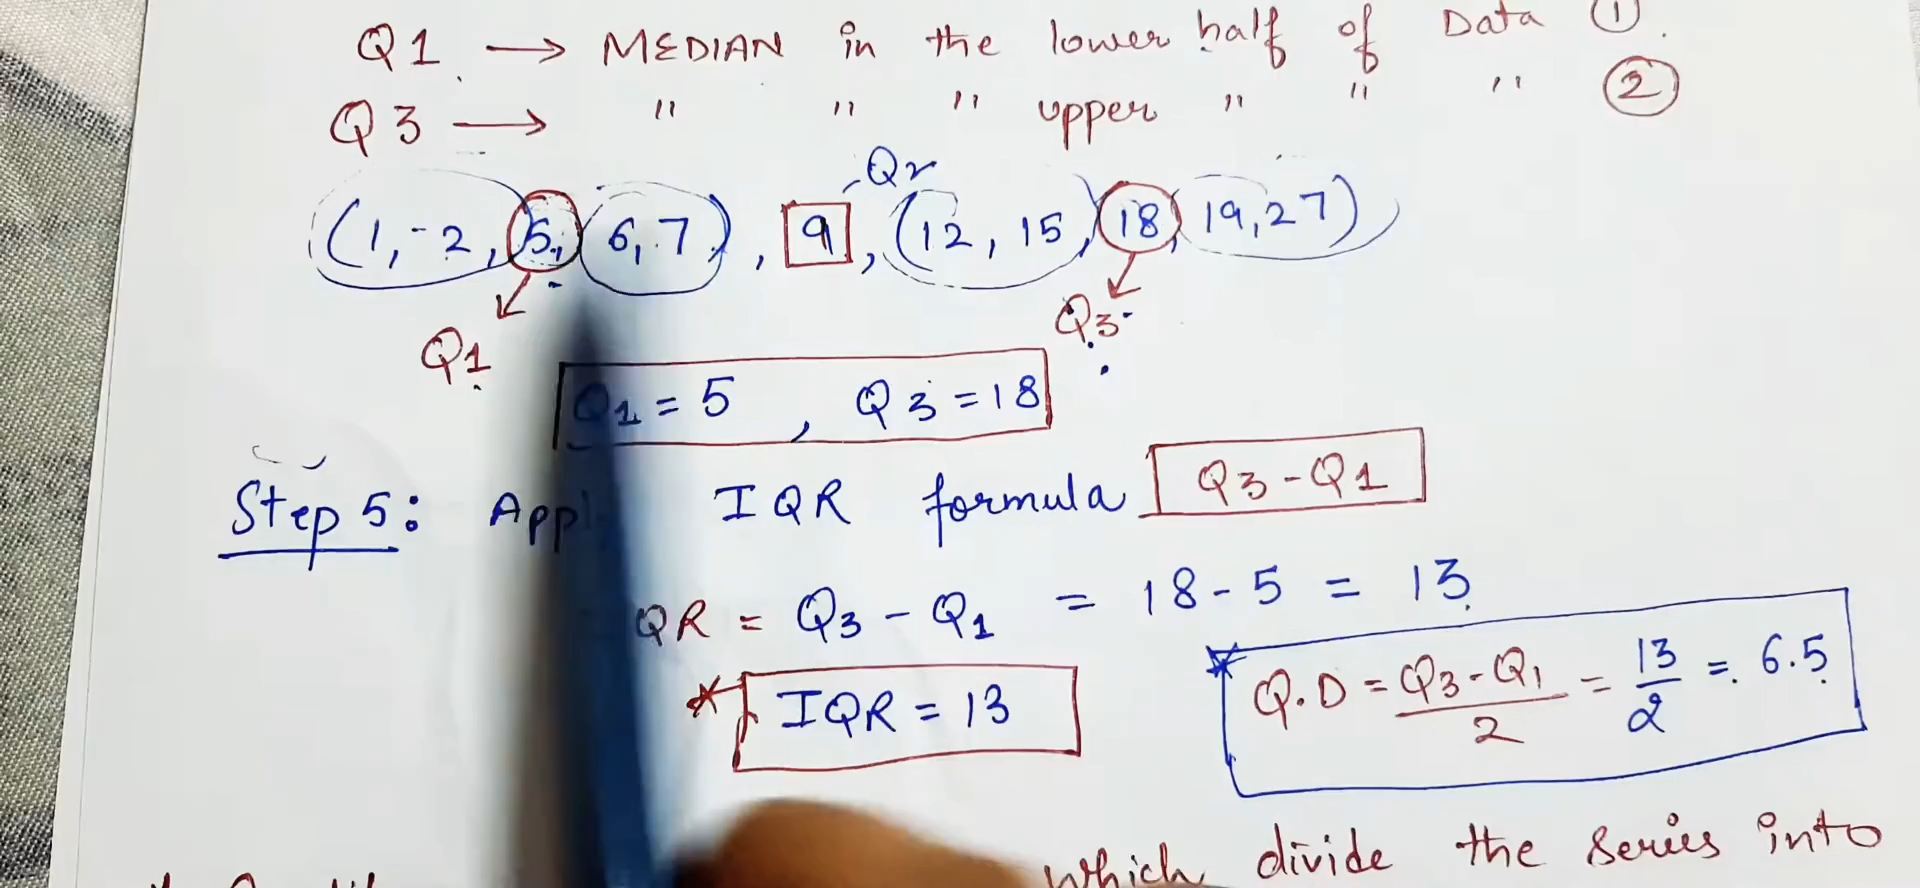 Q1 → MEDIAN in the lower half of Data ①.
Q3 → " " " upper " " " ②
Q2
(1, -2, 5, 6, 7), 9, (12, 15, 18, 19, 27)
Q1 Q3
Q1 = 5 , Q3 = 18
Step 5: IQR formula Q3 - Q1
QR = Q3 - Q1 = 18 - 5 = 13
IQR = 13
Q.D = Q3 - Q1 / 2 = 13 / 2 = 6.5
which divide the series into